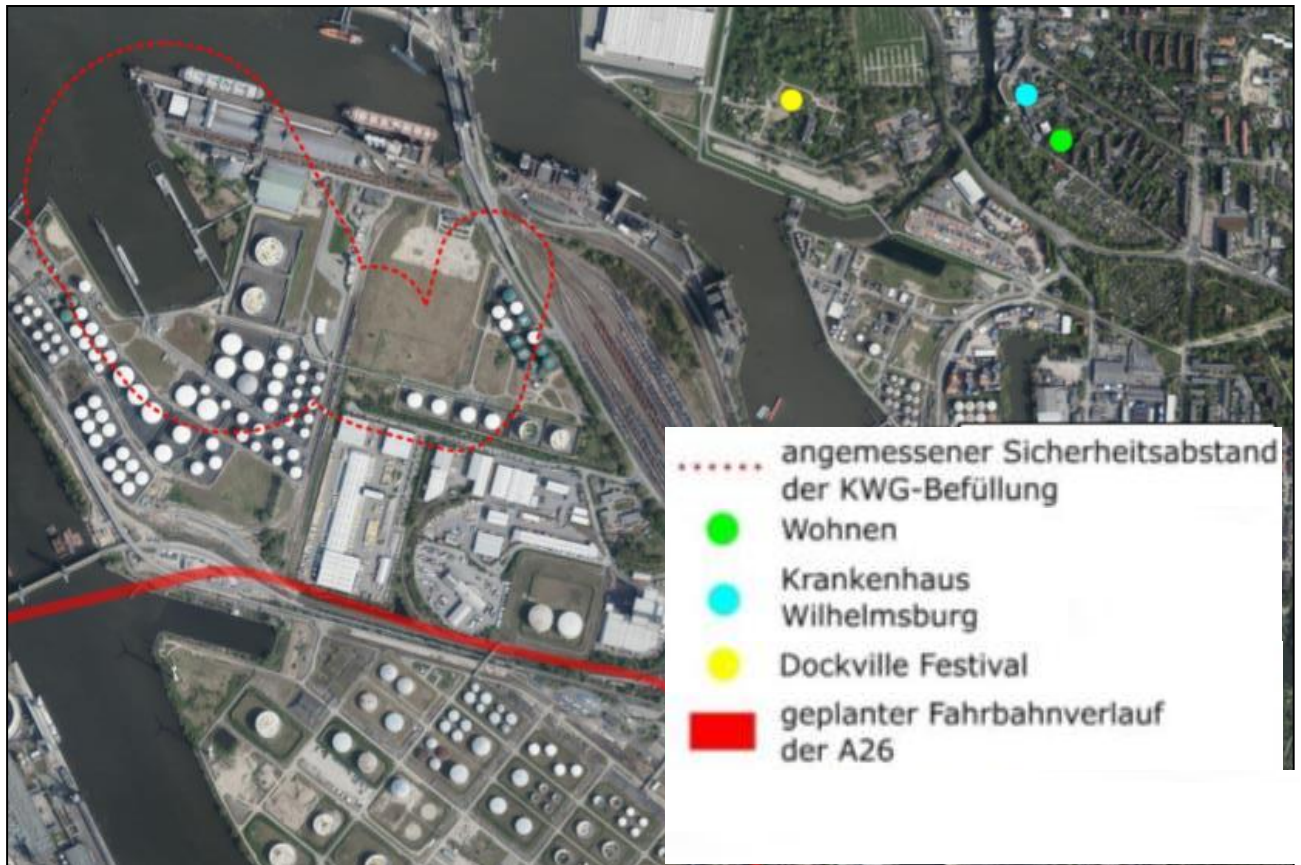 angemessener Sicherheitsabstand
der KWG-Befüllung
Wohnen
Krankenhaus
Wilhelmsburg
Dockville Festival
geplanter Fahrbahnverlauf
der A26